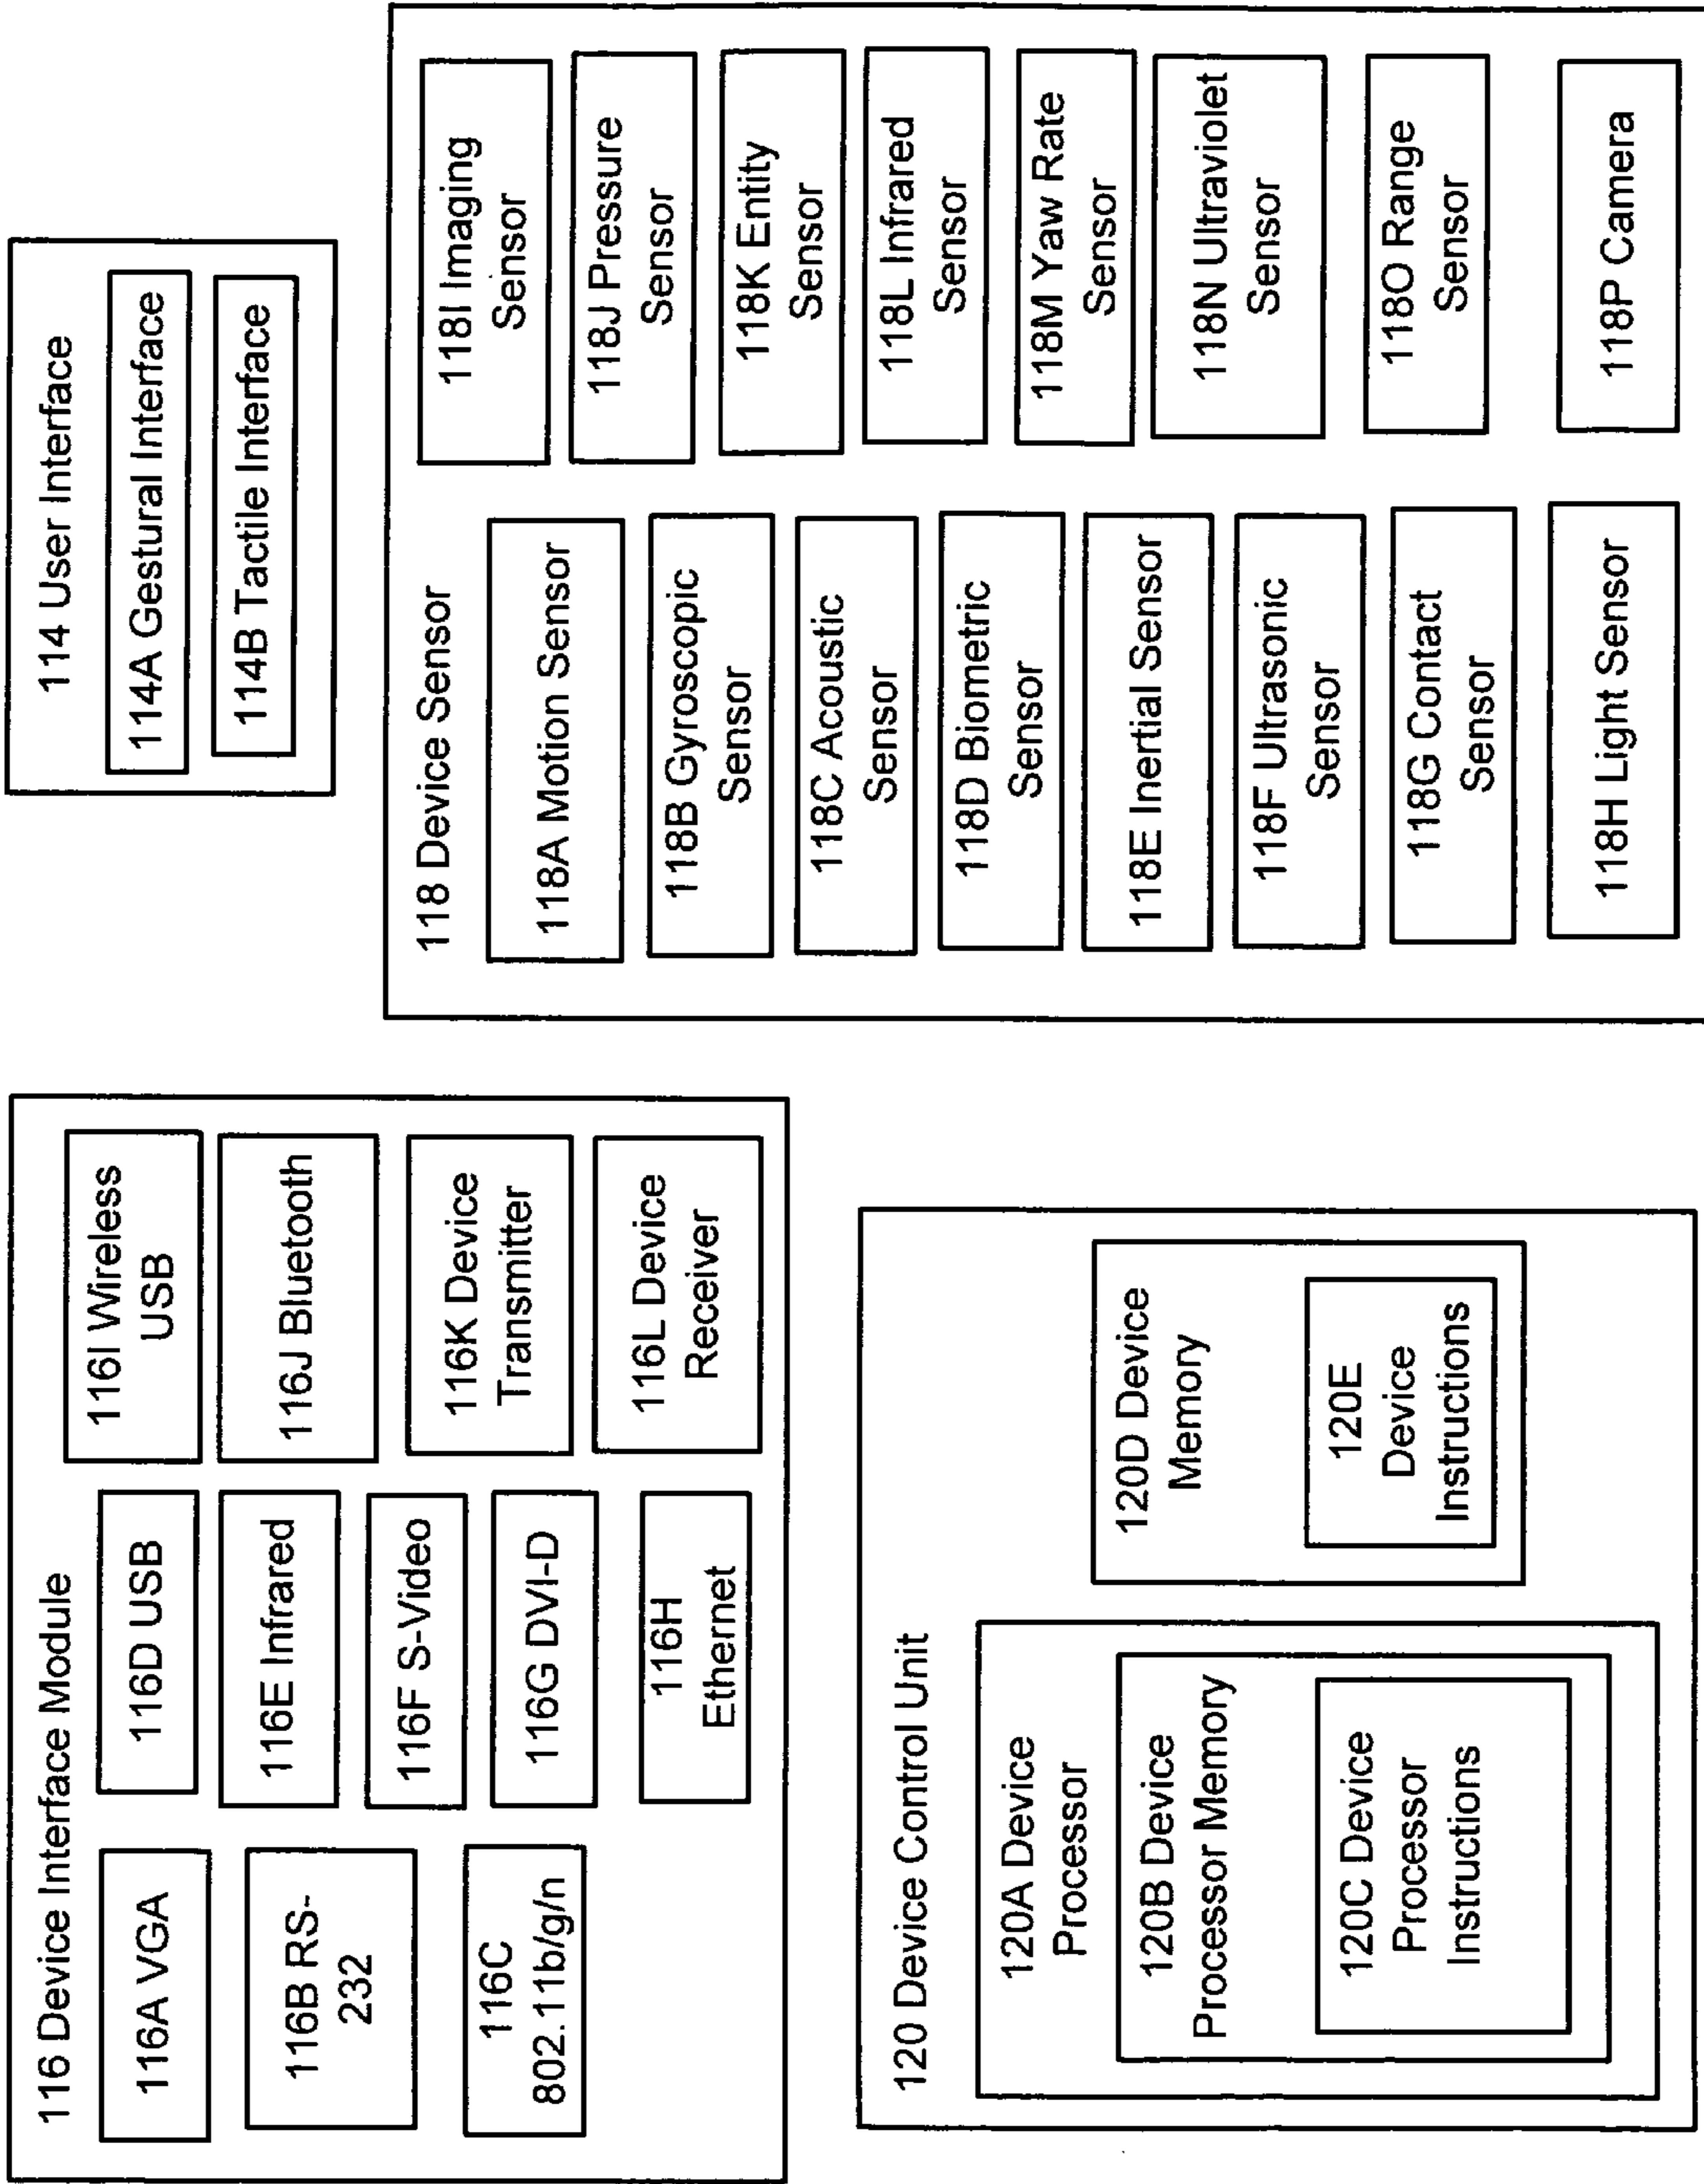 116 Device Interface Module
116A VGA
116B RS-
232
116C
802.11b/g/n
116D USB
116E Infrared
116F S-Video
116G DVI-D
116H
Ethernet
116I Wireless
USB
116J Bluetooth
116K Device
Transmitter
116L Device
Receiver
114 User Interface
114A Gestural Interface
114B Tactile Interface
118 Device Sensor
118A Motion Sensor
118B Gyroscopic
Sensor
118C Acoustic
Sensor
118D Biometric
Sensor
118E Inertial Sensor
118F Ultrasonic
Sensor
118G Contact
Sensor
118H Light Sensor
118I Imaging
Sensor
118J Pressure
Sensor
118K Entity
Sensor
118L Infrared
Sensor
118M Yaw Rate
Sensor
118N Ultraviolet
Sensor
118O Range
Sensor
118P Camera
120 Device Control Unit
120A Device
Processor
120B Device
Processor Memory
120C Device
Processor
Instructions
120D Device
Memory
120E
Device
Instructions